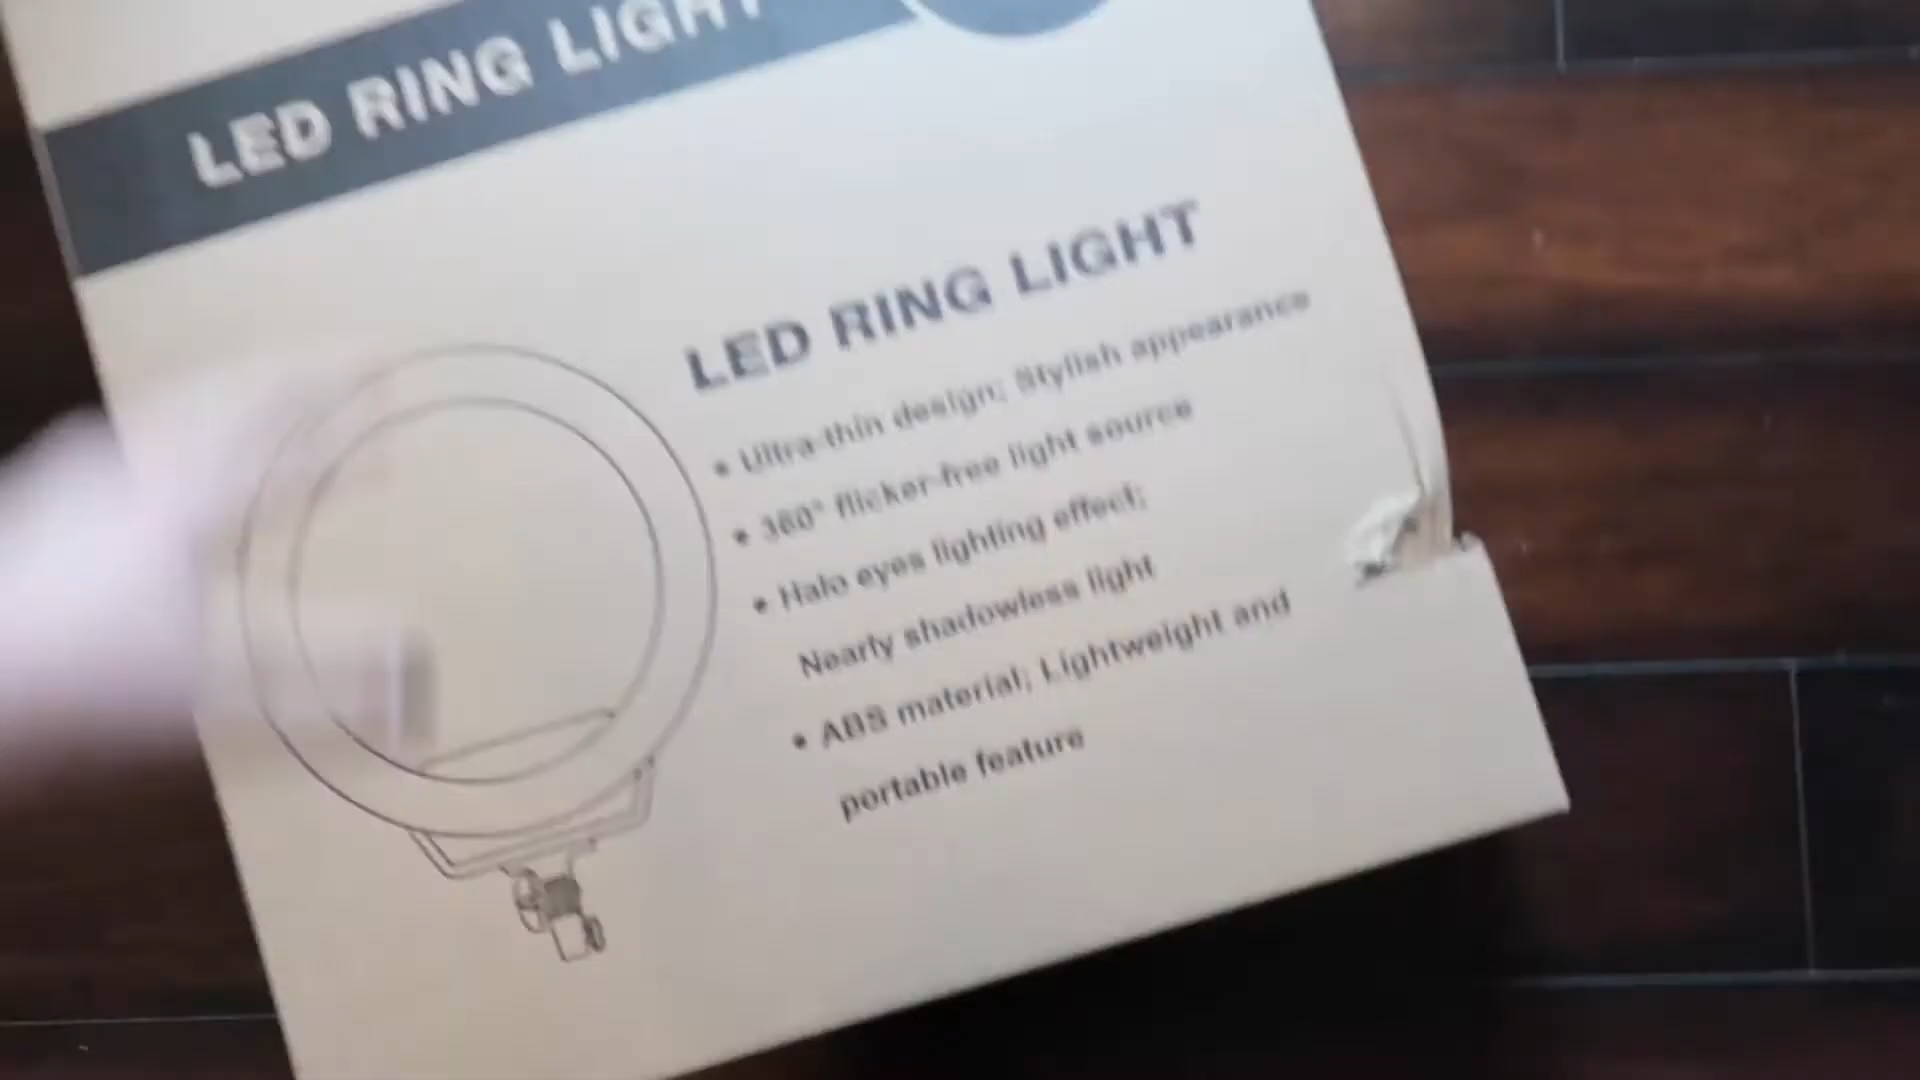 LED RING LIGHT
LED RING LIGHT
• Ultra-thin design; Stylish appearance
• 360° flicker-free light source
• Halo eyes lighting effect;
Nearly shadowless light
• ABS material; Lightweight and
portable feature